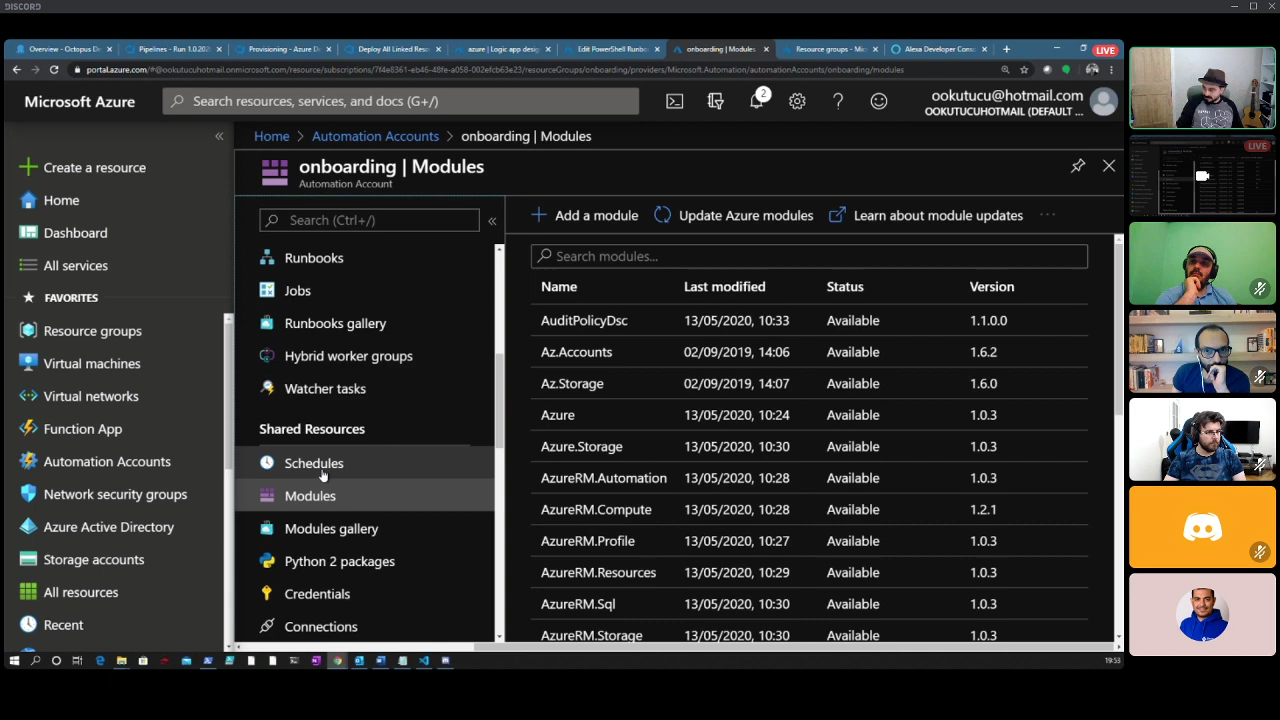 DISCORD
Overview - Octopus De
Pipelines - Run 1.0.202
Provisioning - Azure De
Deploy All Linked Reso
azure | Logic app desig
Edit PowerShell Runbo
onboarding | Modules
Resource groups - Mic
Alexa Developer Cons
LIVE
portal.azure.com/#@ookutucuhotmail.onmicrosoft.com/resource/subscriptions/7f4e8361-eb46-48fe-a058-002efcb63e23/resourceGroups/onboarding/providers/Microsoft.Automation/automationAccounts/onboarding/modules
Microsoft Azure
Search resources, services, and docs (G+/)
2
ookutucu@hotmail.com
OOKUTUCUHOTMAIL (DEFAULT ...
Home > Automation Accounts > onboarding | Modules
Create a resource
Home
Dashboard
All services
FAVORITES
Resource groups
Virtual machines
Virtual networks
Function App
Automation Accounts
Network security groups
Azure Active Directory
Storage accounts
All resources
Recent
onboarding | Modules
Automation Account
Search (Ctrl+/)
Runbooks
Jobs
Runbooks gallery
Hybrid worker groups
Watcher tasks
Shared Resources
Schedules
Modules
Modules gallery
Python 2 packages
Credentials
Connections
Add a module
Update Azure modules
Learn about module updates
...
Search modules...
Name Last modified Status Version
AuditPolicyDsc 13/05/2020, 10:33 Available 1.1.0.0
Az.Accounts 02/09/2019, 14:06 Available 1.6.2
Az.Storage 02/09/2019, 14:07 Available 1.6.0
Azure 13/05/2020, 10:24 Available 1.0.3
Azure.Storage 13/05/2020, 11:30 Available 1.0.3
AzureRM.Automation 13/05/2020, 10:28 Available 1.0.3
AzureRM.Compute 13/05/2020, 10:28 Available 1.2.1
AzureRM.Profile 13/05/2020, 10:27 Available 1.0.3
AzureRM.Resources 13/05/2020, 10:29 Available 1.0.3
AzureRM.Sql 13/05/2020, 10:30 Available 1.0.3
AzureRM.Storage 13/05/2020, 10:30 Available 1.0.3
19:53
LIVE